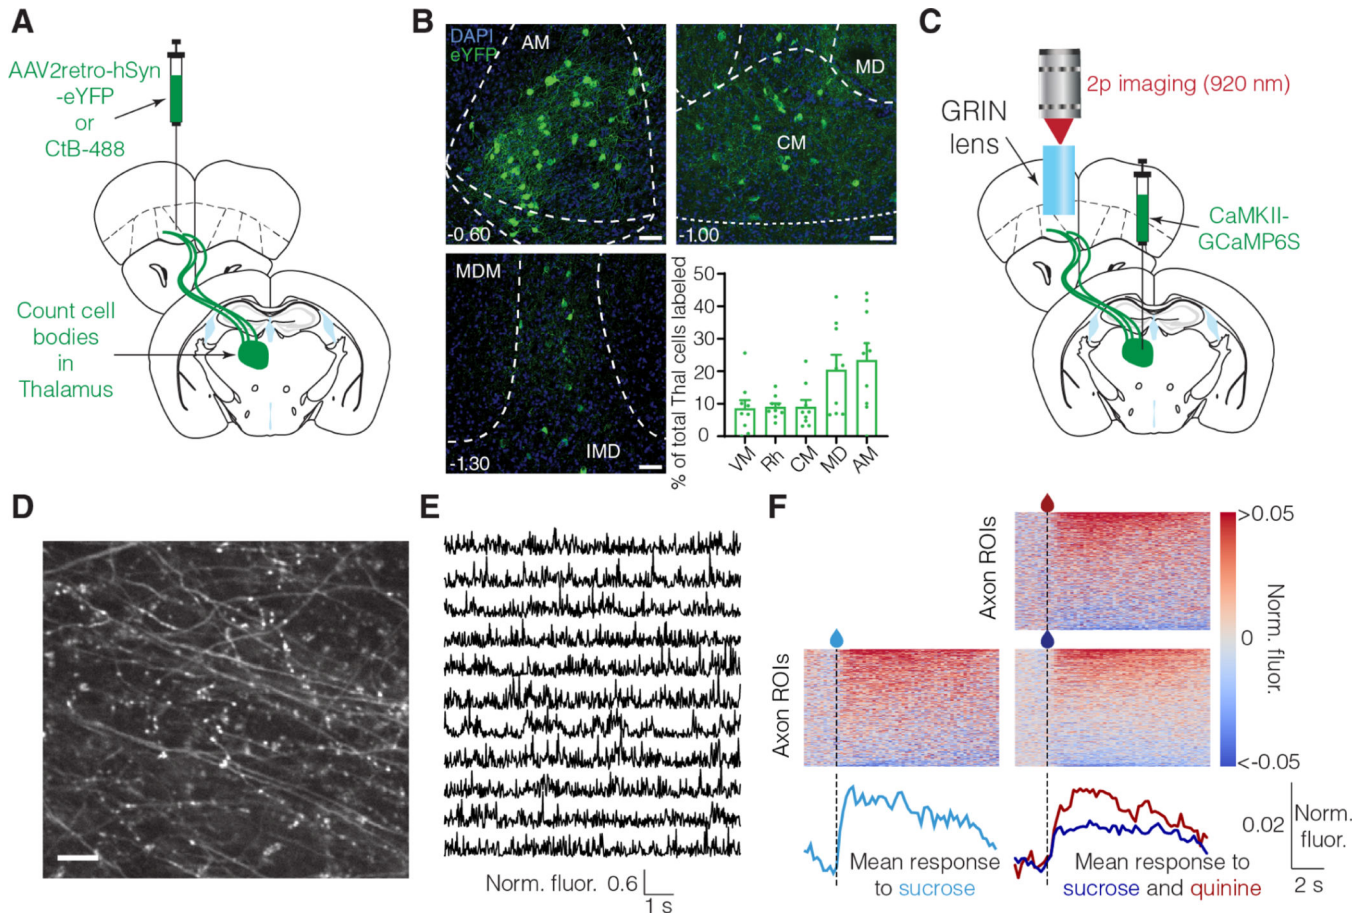 A
AAV2retro-hSyn
-eYFP
or
CtB-488
Count cell
bodies
in
Thalamus
B
DAPI
eYFP
AM
-0.60
MD
CM
-1.00
MDM
IMD
-1.30
% of total Thal cells labeled
50
40
30
20
10
0
VM
Rh
CM
MD
AM
C
2p imaging (920 nm)
GRIN
lens
CaMKII-
GCaMP6S
D
E
Norm. fluor. 0.6
1 s
F
Axon ROIs
>0.05
Norm. fluor.
0
<-0.05
Axon ROIs
Mean response
to sucrose
Mean response to
sucrose and quinine
0.02
Norm.
fluor.
2 s